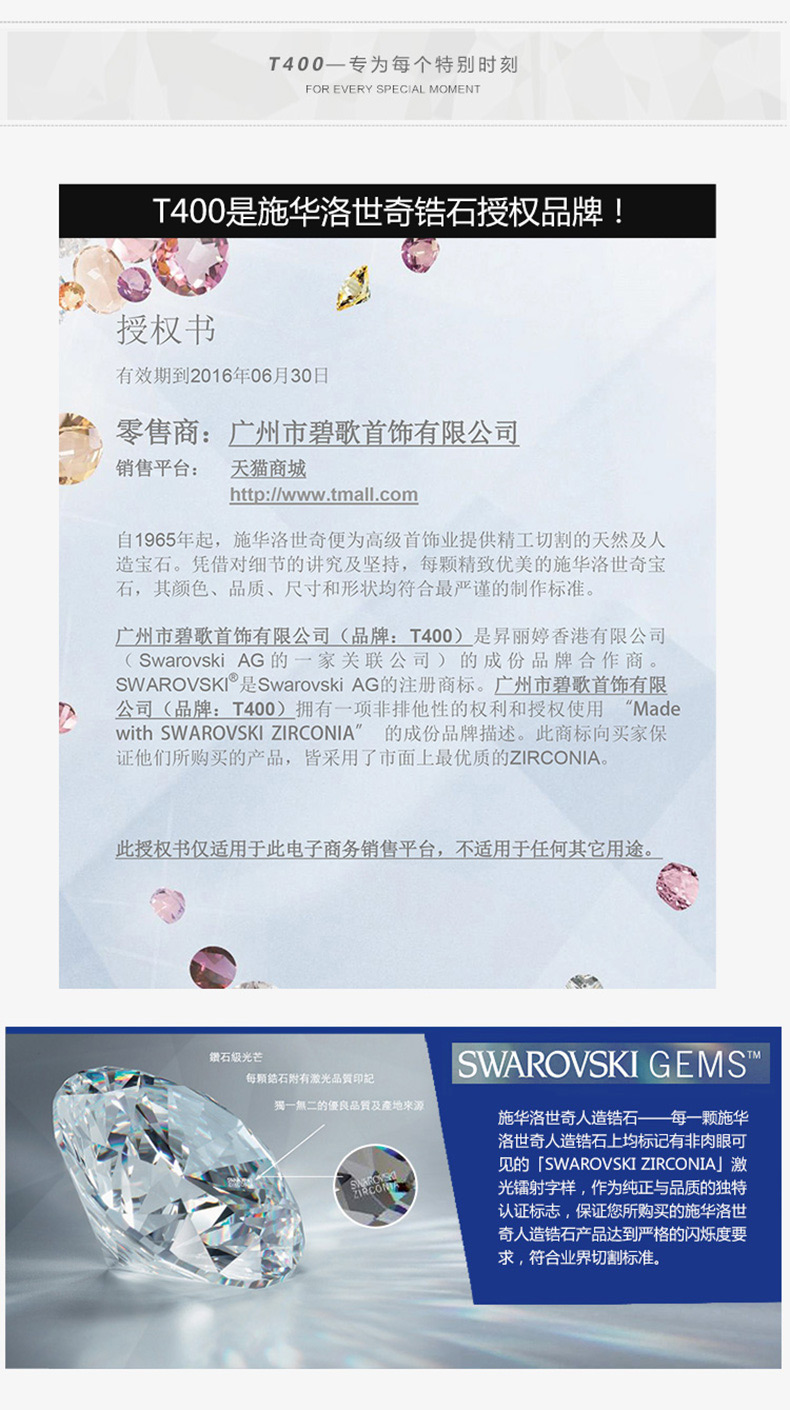 T400—专为每个特别时刻
FOR EVERY SPECIAL MOMENT
T400是施华洛世奇锆石授权品牌！
授权书
有效期到2016年06月30日
零售商：广州市碧歌首饰有限公司
销售平台： 天猫商城
http://www.tmall.com
自1965年起，施华洛世奇便为高级首饰业提供精工切割的天然及人
造宝石。凭借对细节的讲究及坚持，每颗精致优美的施华洛世奇宝
石，其颜色、品质、尺寸和形状均符合最严谨的制作标准。
广州市碧歌首饰有限公司（品牌：T400）是昇丽婷香港有限公司
（Swarovski AG的一家关联公司）的成份品牌合作商。
SWAROVSKI®是Swarovski AG的注册商标。广州市碧歌首饰有限
公司（品牌：T400）拥有一项非排他性的权利和授权使用 “Made
with SWAROVSKI ZIRCONIA” 的成份品牌描述。此商标向买家保
证他们所购买的产品，皆采用了市面上最优质的ZIRCONIA。
此授权书仅适用于此电子商务销售平台，不适用于任何其它用途。
鑽石級光芒
每顆鋯石附有激光品質印記
獨一無二的優良品質及產地來源
SWAROVSKI
ZIRCONIA
SWAROVSKI GEMS™
施华洛世奇人造锆石——每一颗施华
洛世奇人造锆石上均标记有非肉眼可
见的「SWAROVSKI ZIRCONIA」激
光镭射字样，作为纯正与品质的独特
认证标志，保证您所购买的施华洛世
奇人造锆石产品达到严格的闪烁度要
求，符合业界切割标准。